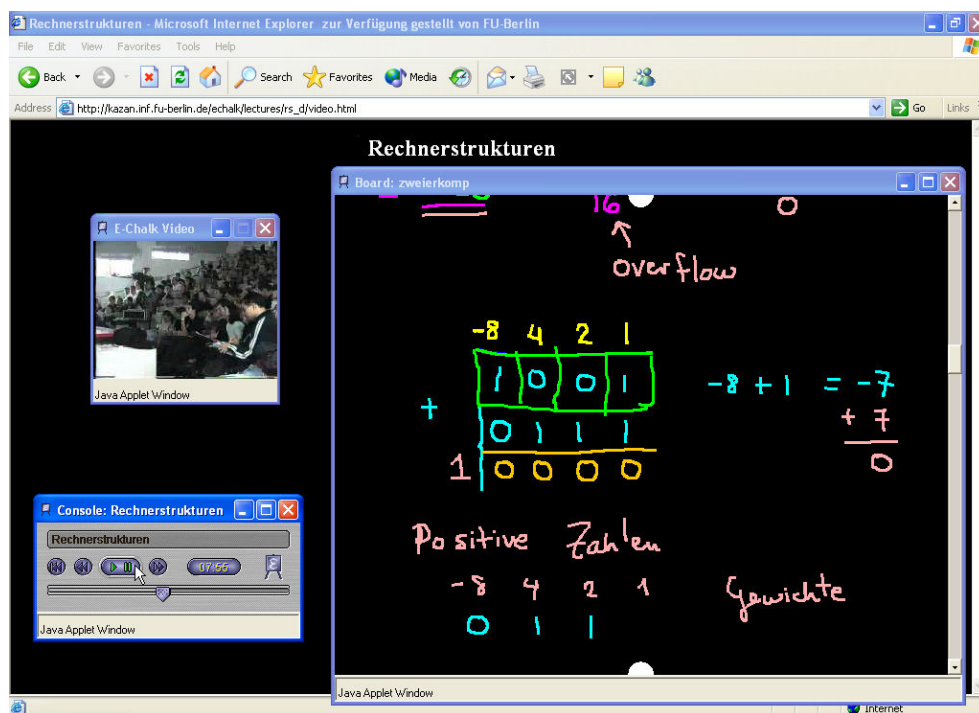 Rechnerstrukturen - Microsoft Internet Explorer zur Verfügung gestellt von FU-Berlin
File Edit View Favorites Tools Help
Back Search Favorites Media
Address http://kazan.inf.fu-berlin.de/echalk/lectures/rs_d/video.html Go Links
Rechnerstrukturen
Board: zweierkomp
16 0
overflow
-8 4 2 1
1 0 0 1 -8 + 1 = -7
+ 0 1 1 1 + 7
1 0 0 0 0 0
Positive Zahlen
-8 4 2 1 Gewichte
0 1 1
Java Applet Window
E-Chalk Video
Java Applet Window
Console: Rechnerstrukturen
Rechnerstrukturen
07:55
Java Applet Window
Internet